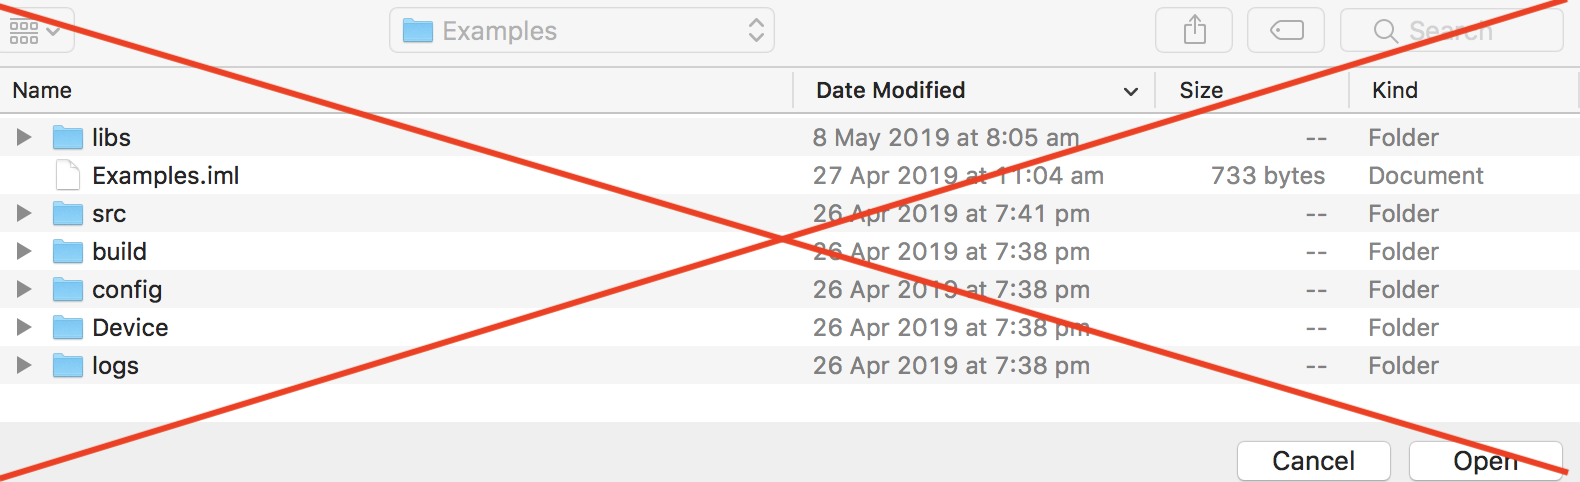 Examples Search
Name Date Modified Size Kind
libs 8 May 2019 at 8:05 am -- Folder
Examples.iml 27 Apr 2019 at 11:04 am 733 bytes Document
src 26 Apr 2019 at 7:41 pm -- Folder
build 26 Apr 2019 at 7:38 pm -- Folder
config 26 Apr 2019 at 7:38 pm -- Folder
Device 26 Apr 2019 at 7:38 pm -- Folder
logs 26 Apr 2019 at 7:38 pm -- Folder
Cancel Open